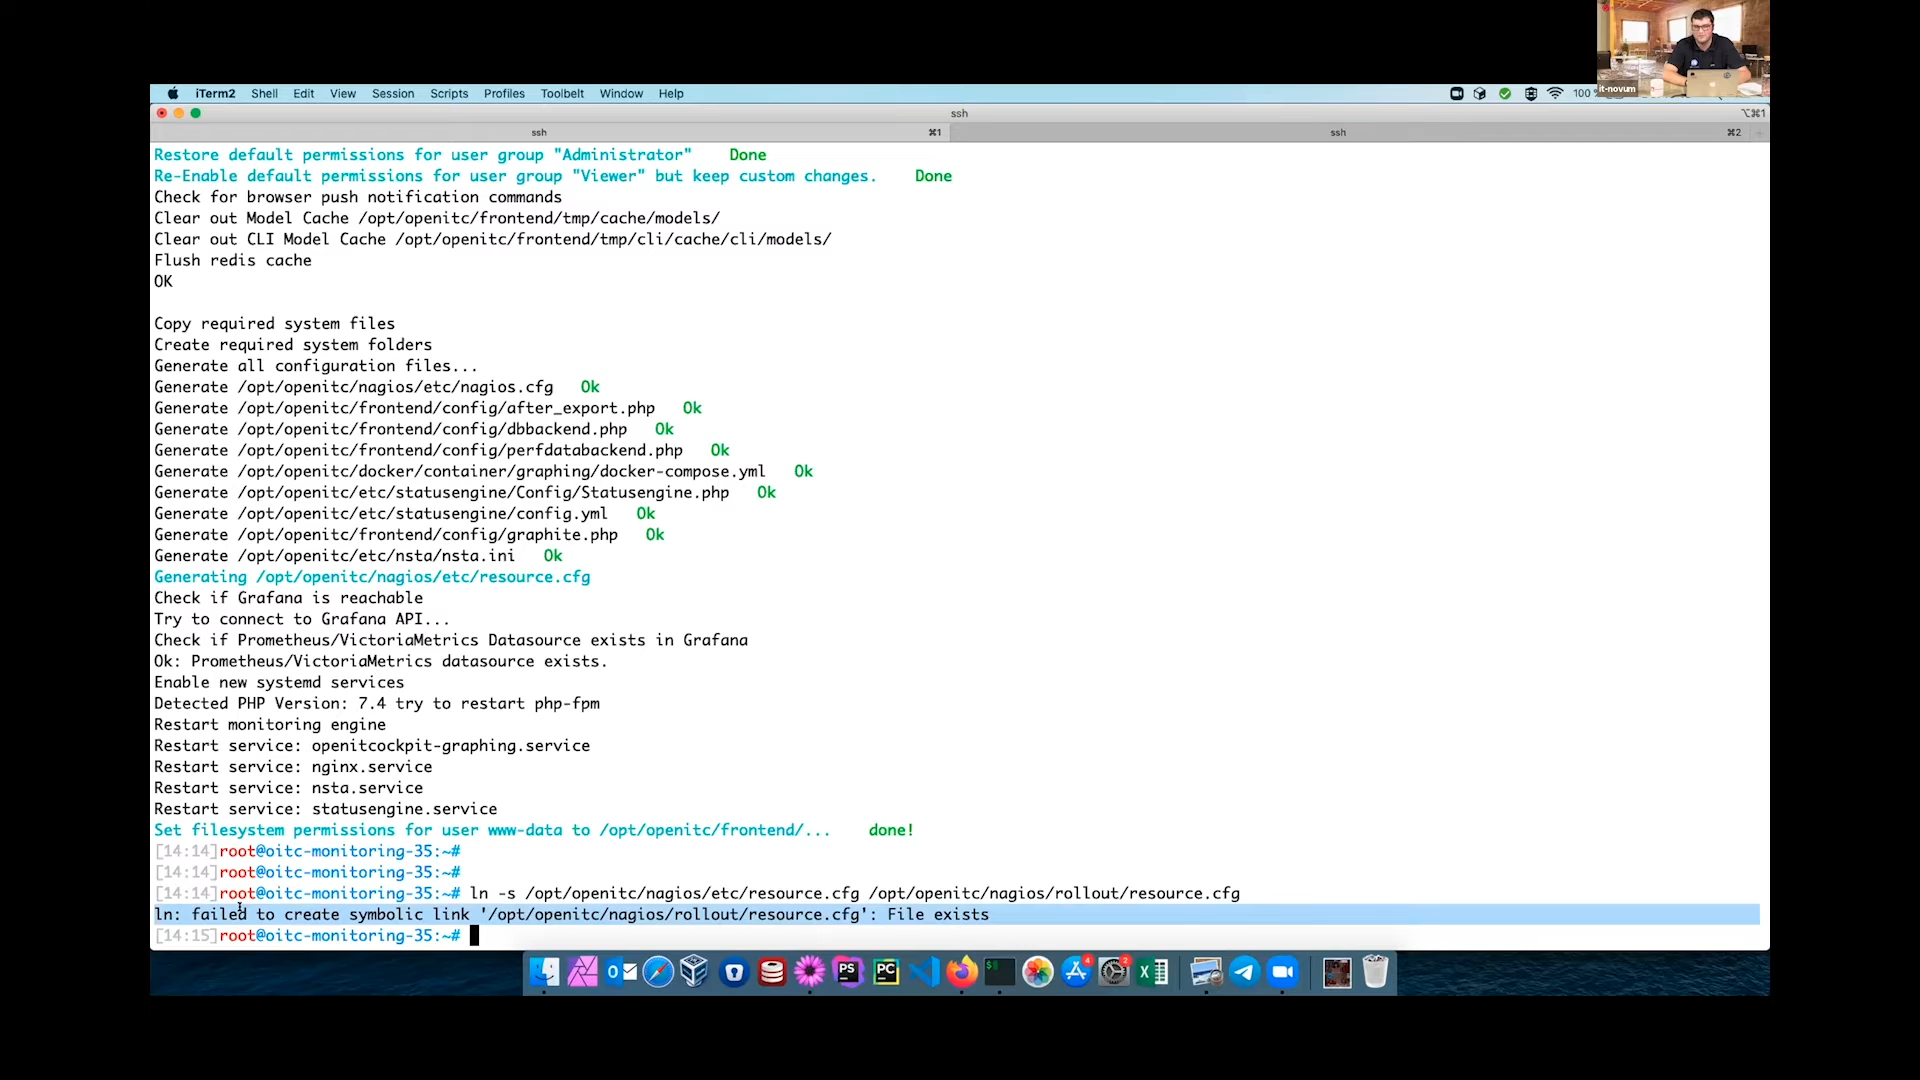 it-novum
iTerm2 Shell Edit View Session Scripts Profiles Toolbelt Window Help 100
ssh ⌥⌘1
ssh ⌘1 ssh ⌘2
Restore default permissions for user group "Administrator" Done
Re-Enable default permissions for user group "Viewer" but keep custom changes. Done
Check for browser push notification commands
Clear out Model Cache /opt/openitc/frontend/tmp/cache/models/
Clear out CLI Model Cache /opt/openitc/frontend/tmp/cli/cache/cli/models/
Flush redis cache
OK
Copy required system files
Create required system folders
Generate all configuration files...
Generate /opt/openitc/nagios/etc/nagios.cfg Ok
Generate /opt/openitc/frontend/config/after_export.php Ok
Generate /opt/openitc/frontend/config/dbbackend.php Ok
Generate /opt/openitc/frontend/config/perfdatabackend.php Ok
Generate /opt/openitc/docker/container/graphing/docker-compose.yml Ok
Generate /opt/openitc/etc/statusengine/Config/Statusengine.php Ok
Generate /opt/openitc/etc/statusengine/config.yml Ok
Generate /opt/openitc/frontend/config/graphite.php Ok
Generate /opt/openitc/etc/nsta/nsta.ini Ok
Generating /opt/openitc/nagios/etc/resource.cfg
Check if Grafana is reachable
Try to connect to Grafana API...
Check if Prometheus/VictoriaMetrics Datasource exists in Grafana
Ok: Prometheus/VictoriaMetrics datasource exists.
Enable new systemd services
Detected PHP Version: 7.4 try to restart php-fpm
Restart monitoring engine
Restart service: openitcockpit-graphing.service
Restart service: nginx.service
Restart service: nsta.service
Restart service: statusengine.service
Set filesystem permissions for user www-data to /opt/openitc/frontend/... done!
[14:14]root@oitc-monitoring-35:~#
[14:14]root@oitc-monitoring-35:~#
[14:14]root@oitc-monitoring-35:~# ln -s /opt/openitc/nagios/etc/resource.cfg /opt/openitc/nagios/rollout/resource.cfg
ln: failed to create symbolic link '/opt/openitc/nagios/rollout/resource.cfg': File exists
[14:15]root@oitc-monitoring-35:~#
PS PC 4 2